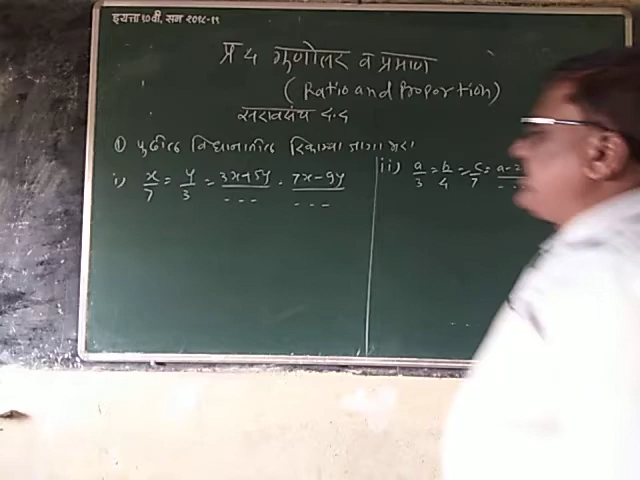 इयत्ता १०वी, सन २०१८-१९
प्र ४ गुणोत्तर व प्रमाण
(Ratio and Proportion)
सरावसंच ४.४
① पुढील विधानातील रिकाम्या जागा भरा
i) x/7 = y/3 = 3x+5y/--- = 7x-9y/---
ii) a/3 = b/4 = c/7 = a-2